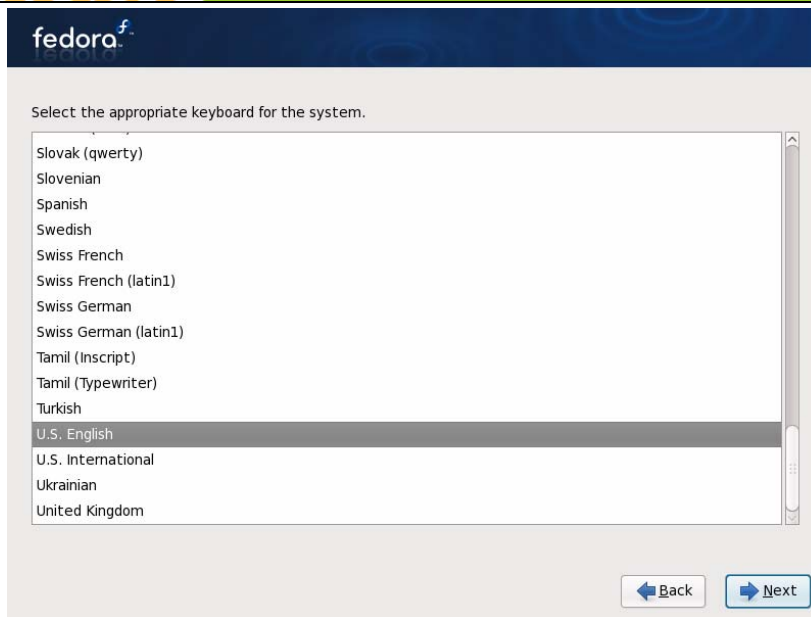 fedora
Select the appropriate keyboard for the system.
Slovak (qwerty)
Slovenian
Spanish
Swedish
Swiss French
Swiss French (latin1)
Swiss German
Swiss German (latin1)
Tamil (Inscript)
Tamil (Typewriter)
Turkish
U.S. English
U.S. International
Ukrainian
United Kingdom
Back Next